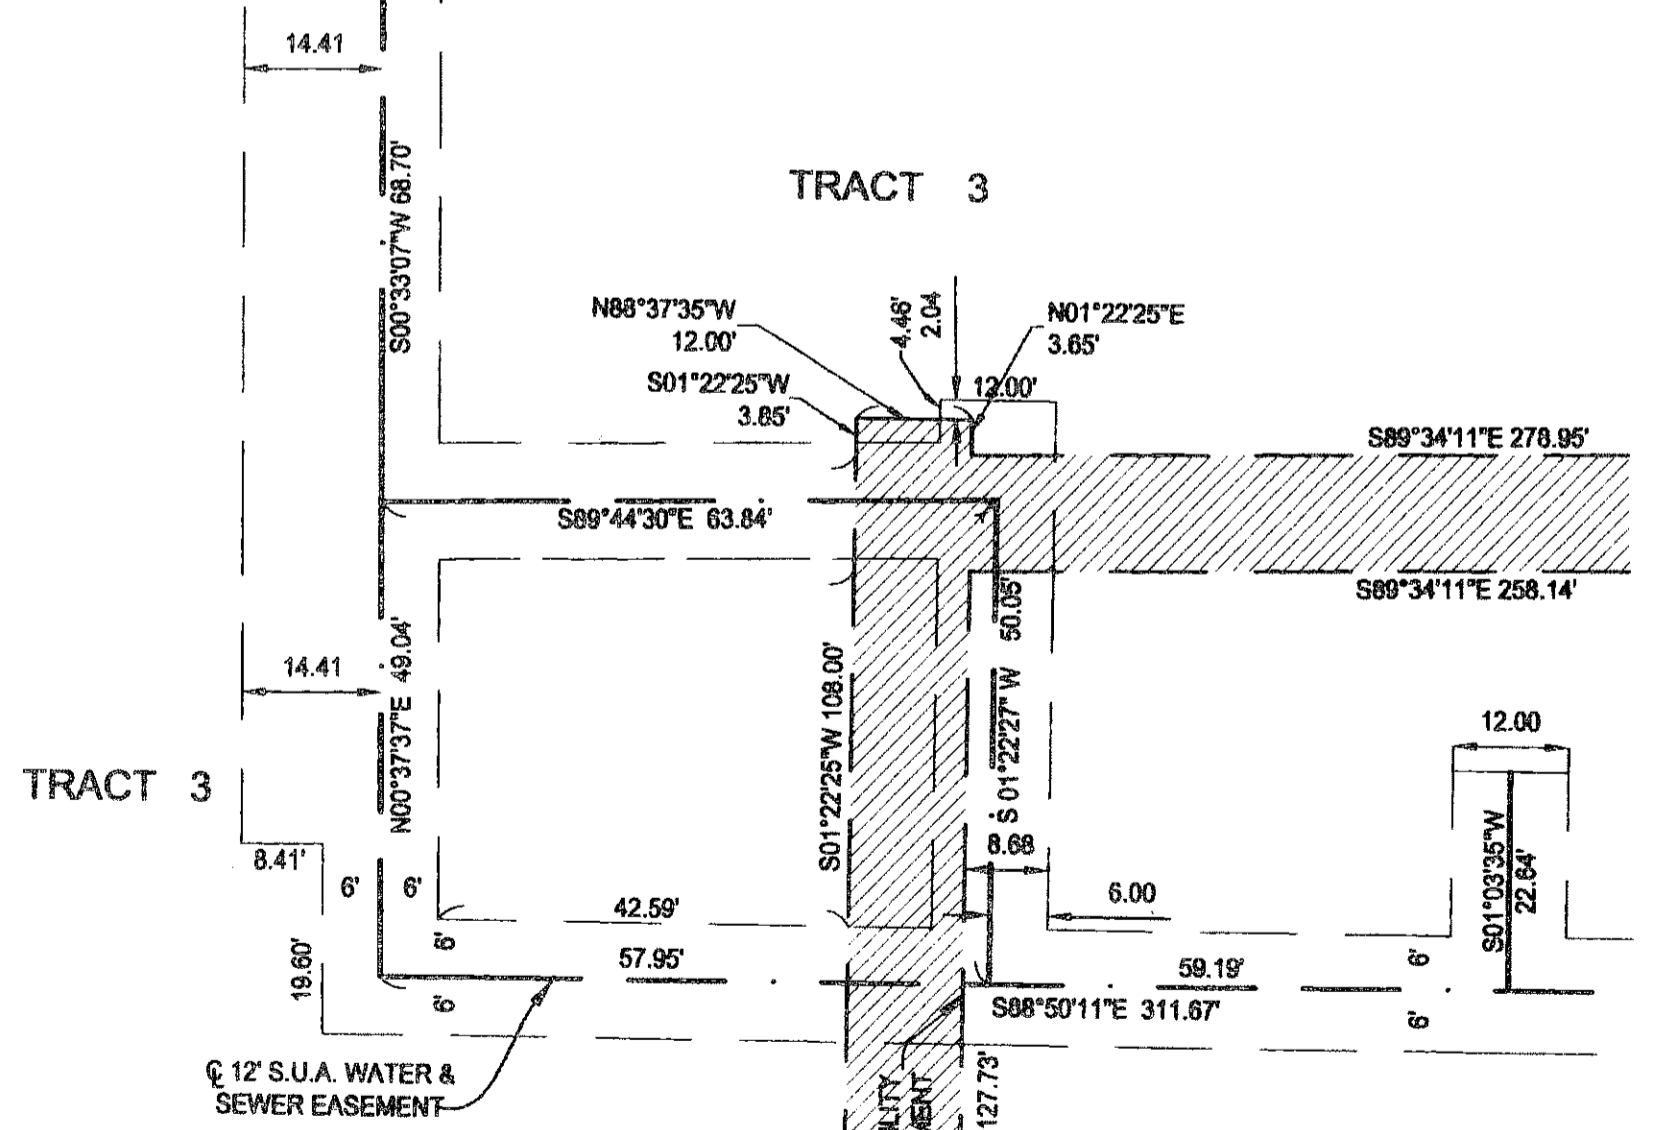 14.41
S00°33'07"W 68.70'
TRACT 3
N88°37'35"W
12.00'
4.46'
2.04
N01°22'25"E
3.65'
S01°22'25"W
3.85'
12.00'
S89°34'11"E 278.95'
S89°44'30"E 63.84'
S89°34'11"E 258.14'
50.05'
S 01°22'27" W
14.41
N00°37'37"E 49.04'
S01°22'25"W 108.00'
12.00
TRACT 3
8.41'
6'
6'
8.68
6.00
S01°03'35"W
22.64'
42.59'
6'
19.60'
57.95'
6'
59.19'
6'
S88°50'11"E 311.67'
6'
℄ 12' S.U.A. WATER &
SEWER EASEMENT
127.73'